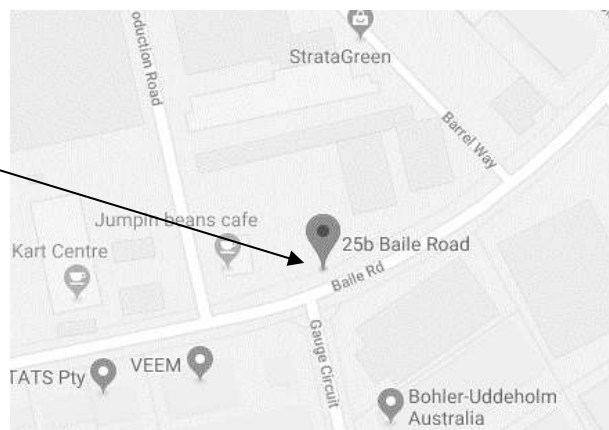 oduction Road
StrataGreen
Barrel Way
Jumpin beans cafe
25b Baile Road
Kart Centre
Baile Rd
Gauge Circuit
VEEM
TATS Pty
Bohler-Uddeholm
Australia